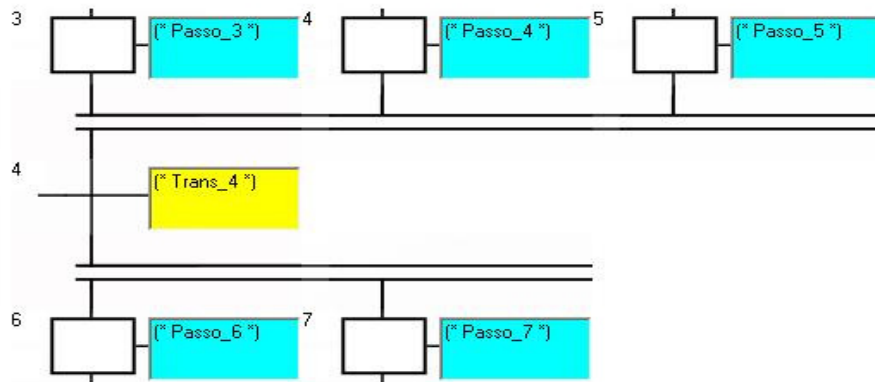 3 (* Passo_3 *) 4 (* Passo_4 *) 5 (* Passo_5 *)
4 (* Trans_4 *)
6 (* Passo_6 *) 7 (* Passo_7 *)